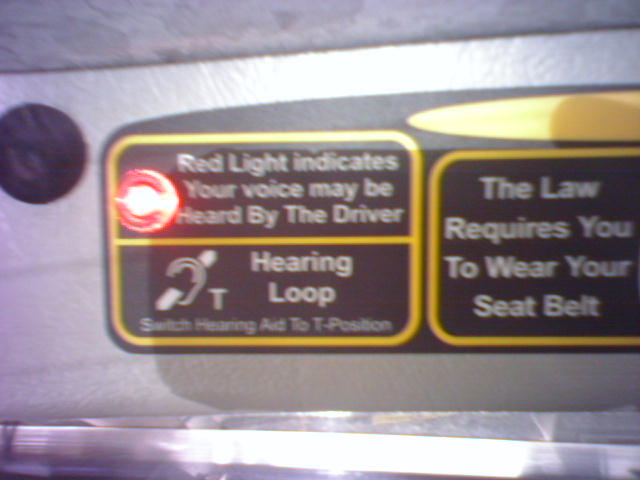 Red Light indicates
Your voice may be
Heard By The Driver
Hearing
Loop
T
Switch Hearing Aid To T-Position
The Law
Requires You
To Wear Your
Seat Belt